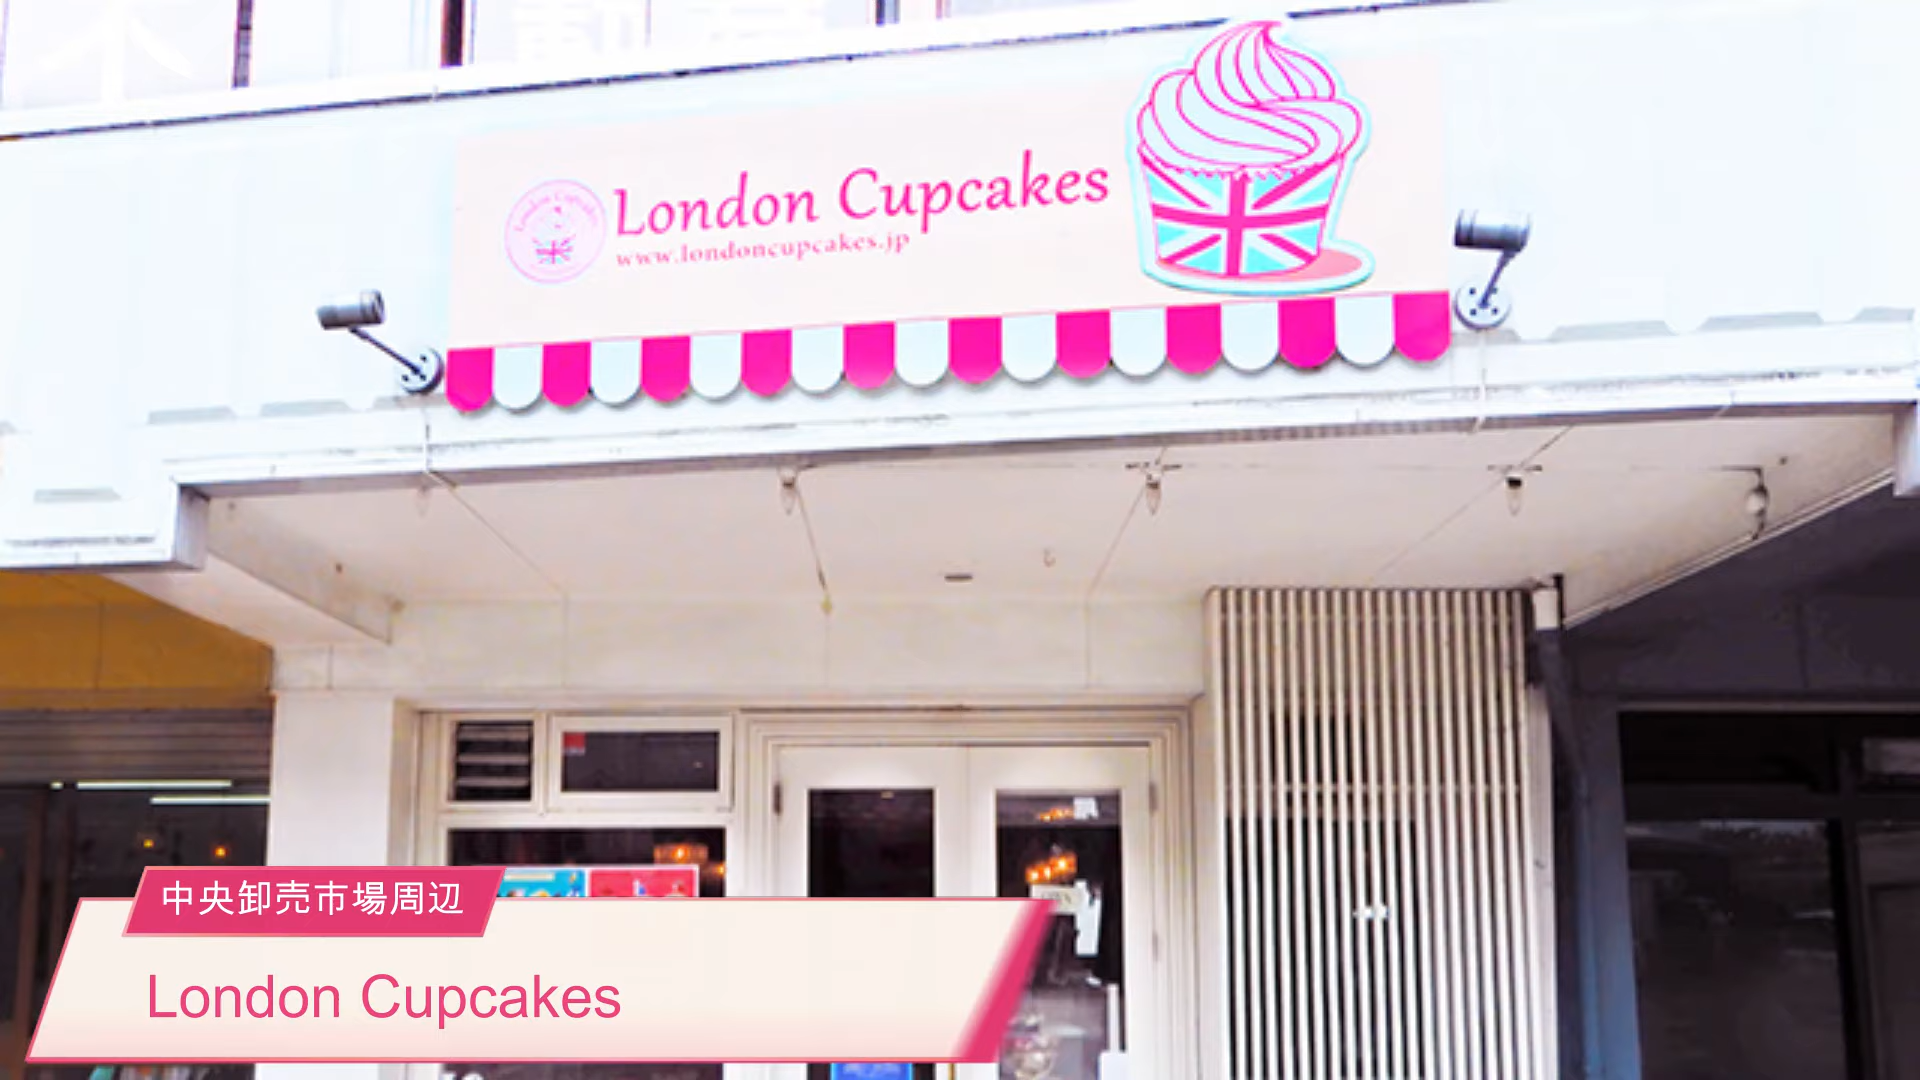 London Cupcakes
www.londoncupcakes.jp
中央卸売市場周辺
London Cupcakes